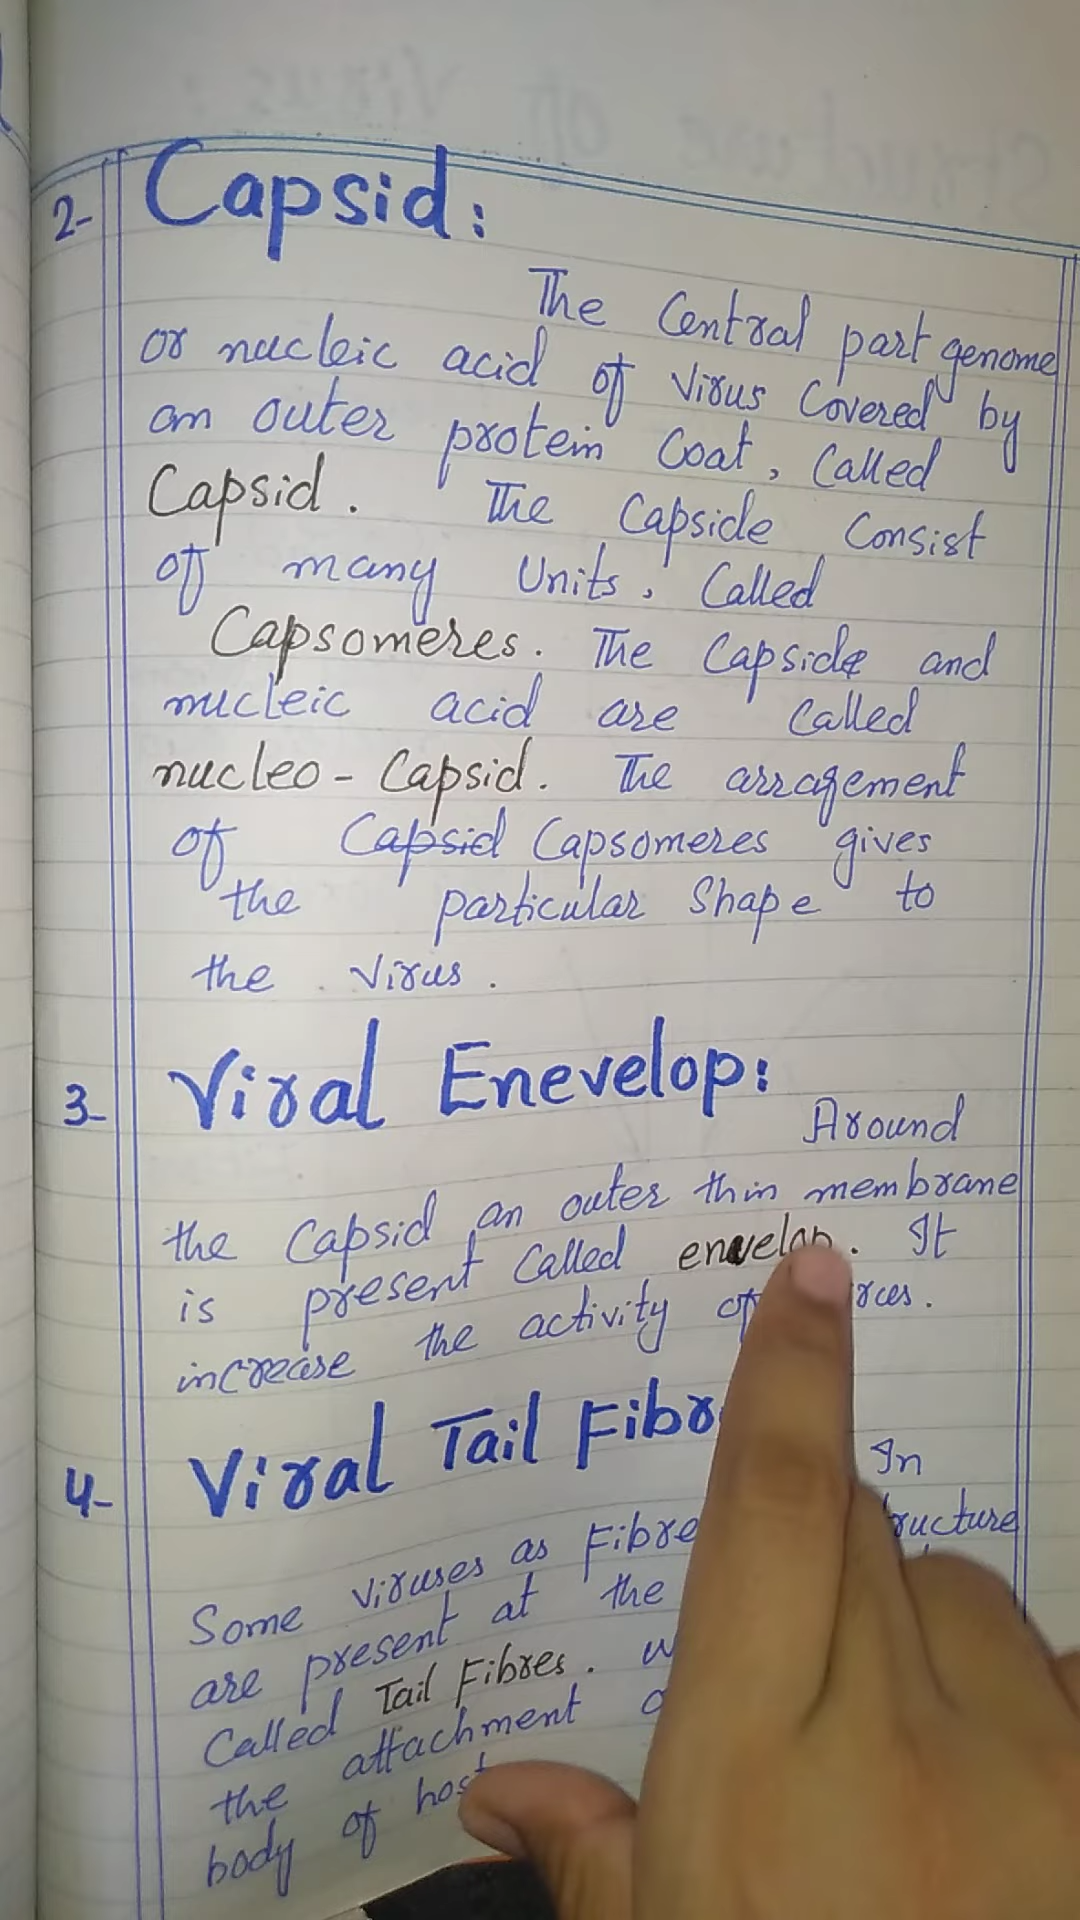 2- Capsid:
The Central part genome
or nucleic acid of virus Covered by
an outer protein Coat, Called
Capsid. The Capside Consist
of many Units, Called
Capsomeres. The Capside and
nucleic acid are Called
nucleo-Capsid. The arragement
of Capsid Capsomeres gives
the particular Shape to
the virus.
3- Viral Enevelop:
Around
the Capsid an outer thin membrane
is present Called envelop. It
increase the activity of
4- Viral Tail
In
Some viruses as
are present at the
Called Tail Fibres.
the attachment
body of